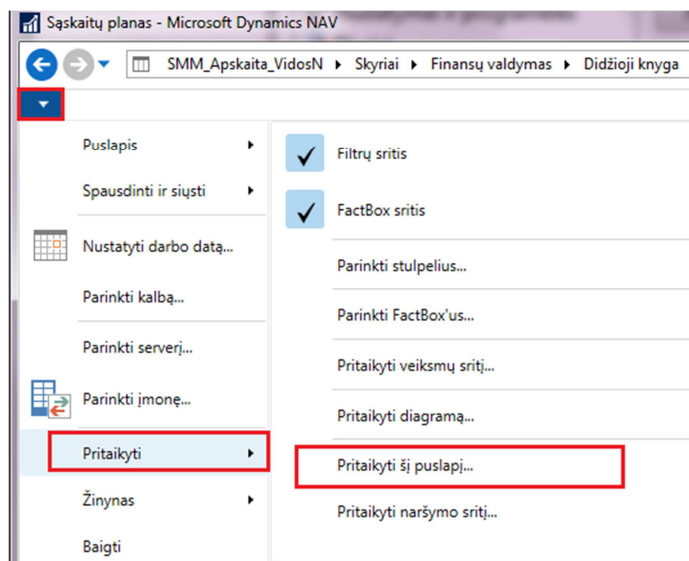 Sąskaitų planas - Microsoft Dynamics NAV
SMM_Apskaita_VidosN ▸ Skyriai ▸ Finansų valdymas ▸ Didžioji knyga
Puslapis
Filtrų sritis
Spausdinti ir siųsti
FactBox sritis
Nustatyti darbo datą...
Parinkti stulpelius...
Parinkti kalbą...
Parinkti FactBox'us...
Parinkti serverį...
Pritaikyti veiksmų sritį...
Parinkti įmonę...
Pritaikyti diagramą...
Pritaikyti
Pritaikyti šį puslapį...
Žinynas
Pritaikyti naršymo sritį...
Baigti